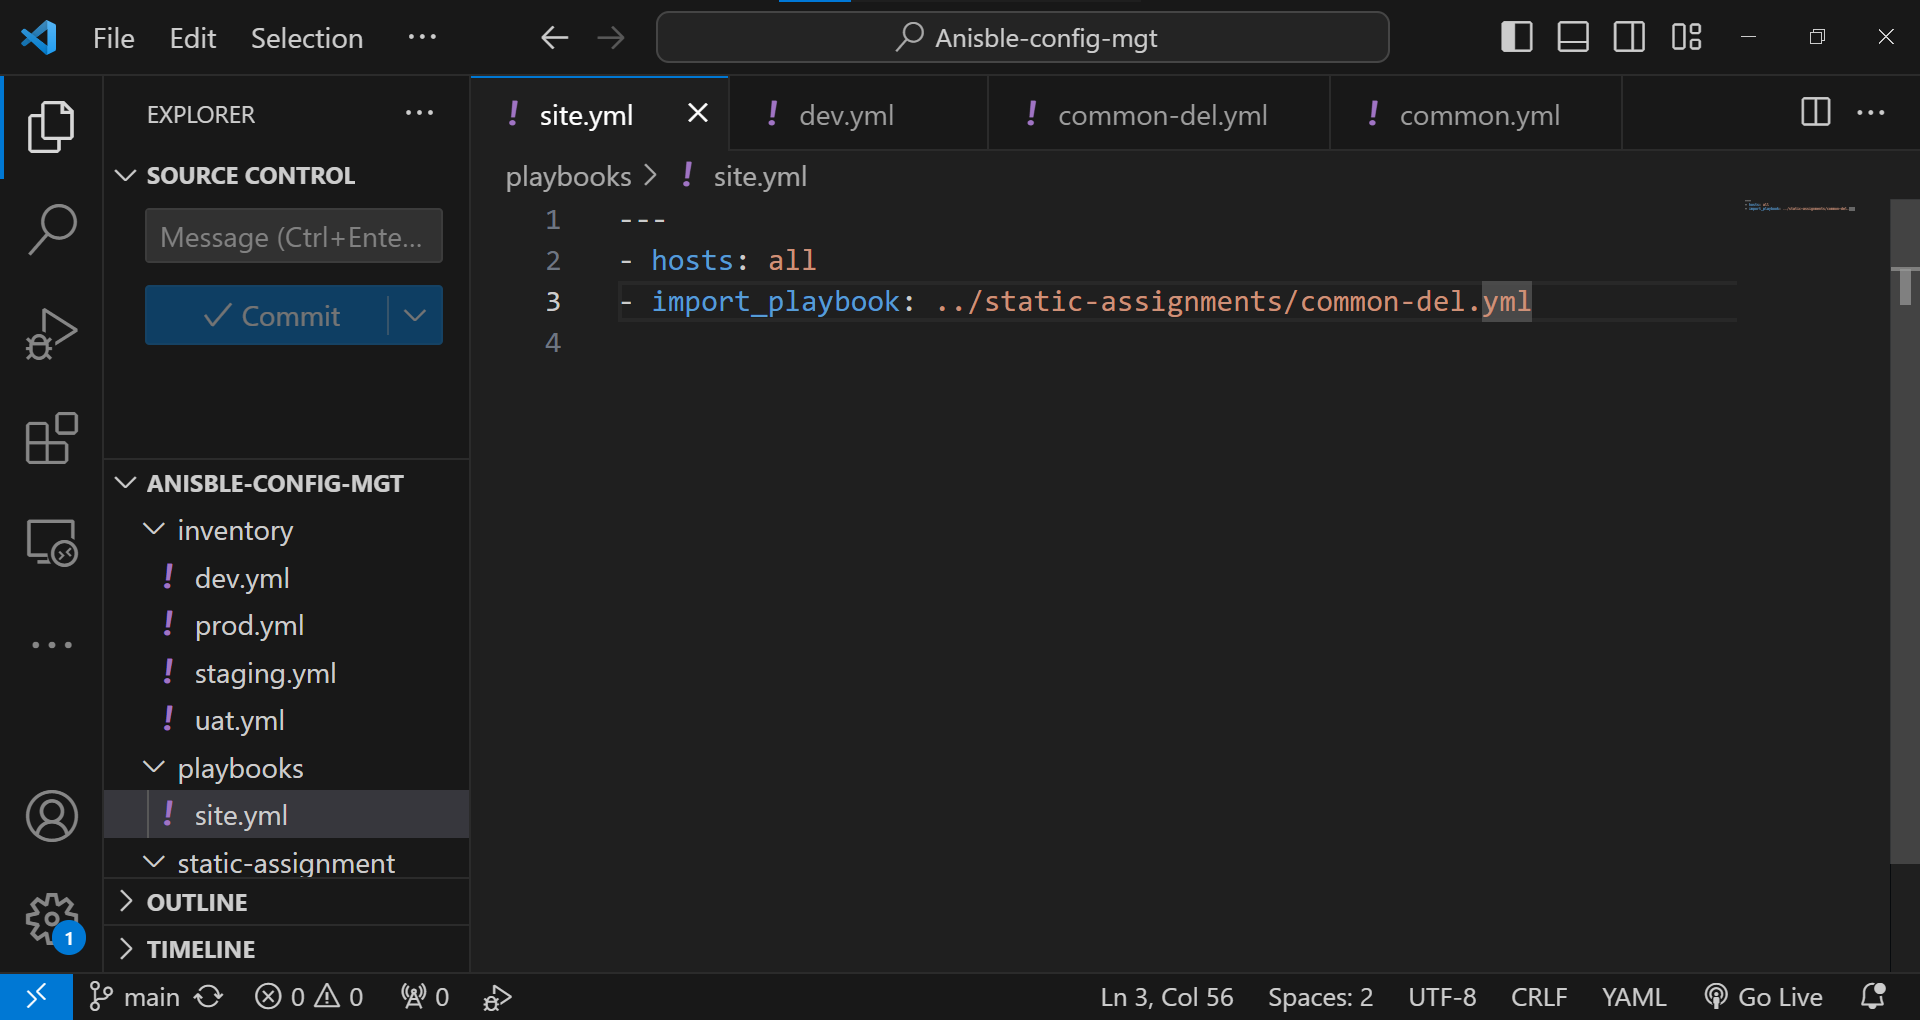 File Edit Selection ··· Anisble-config-mgt
EXPLORER ···
SOURCE CONTROL
Message (Ctrl+Ente...
Commit
ANISBLE-CONFIG-MGT
inventory
! dev.yml
! prod.yml
! staging.yml
! uat.yml
playbooks
! site.yml
static-assignment
OUTLINE
TIMELINE
1
! site.yml ! dev.yml ! common-del.yml ! common.yml ···
playbooks > ! site.yml
1 ---
2 - hosts: all
3 - import_playbook: ../static-assignments/common-del.yml
4
main 0 0 0 Ln 3, Col 56 Spaces: 2 UTF-8 CRLF YAML Go Live